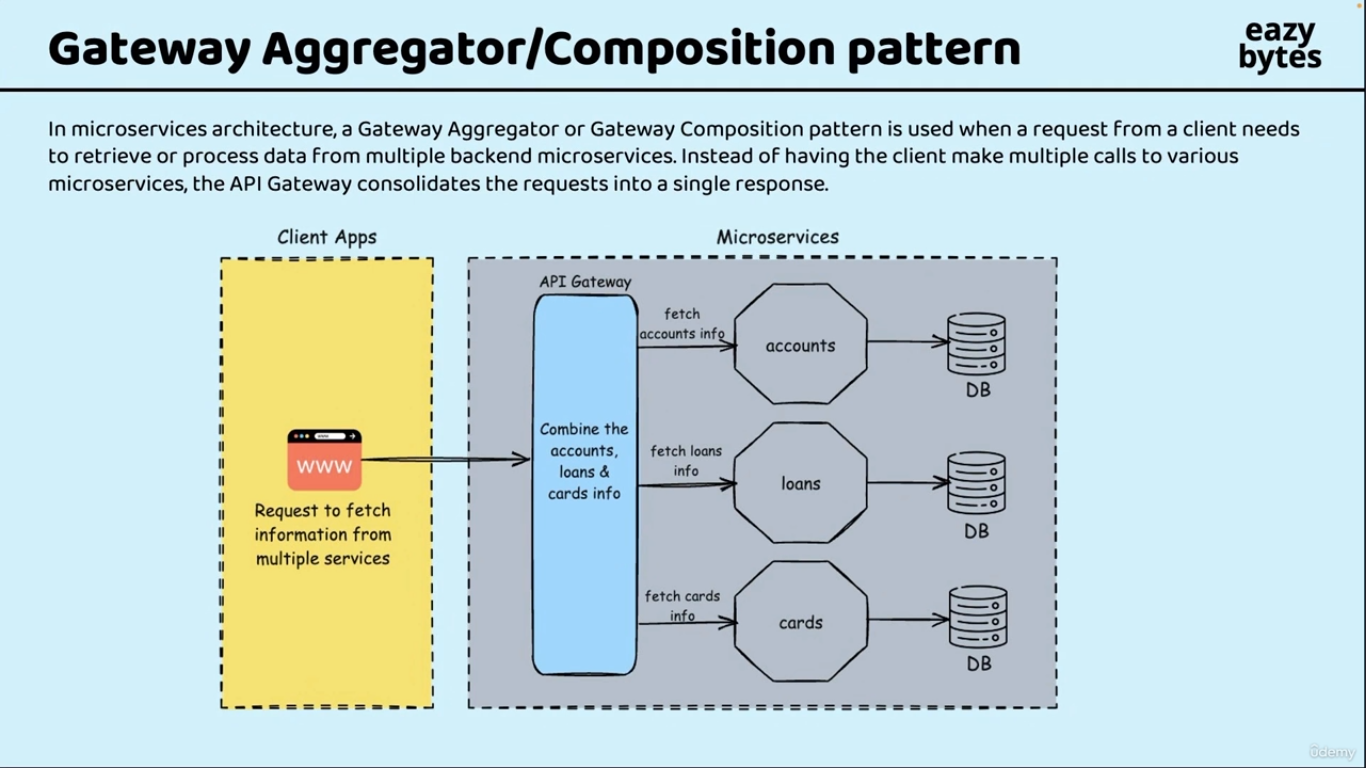 Gateway Aggregator/Composition pattern
eazy
bytes
In microservices architecture, a Gateway Aggregator or Gateway Composition pattern is used when a request from a client needs
to retrieve or process data from multiple backend microservices. Instead of having the client make multiple calls to various
microservices, the API Gateway consolidates the requests into a single response.
Client Apps
Microservices
www
WWW
Request to fetch
information from
multiple services
API Gateway
Combine the
accounts,
loans &
cards info
fetch
accounts info
accounts
DB
fetch loans
info
loans
DB
fetch cards
info
cards
DB
ûdemy